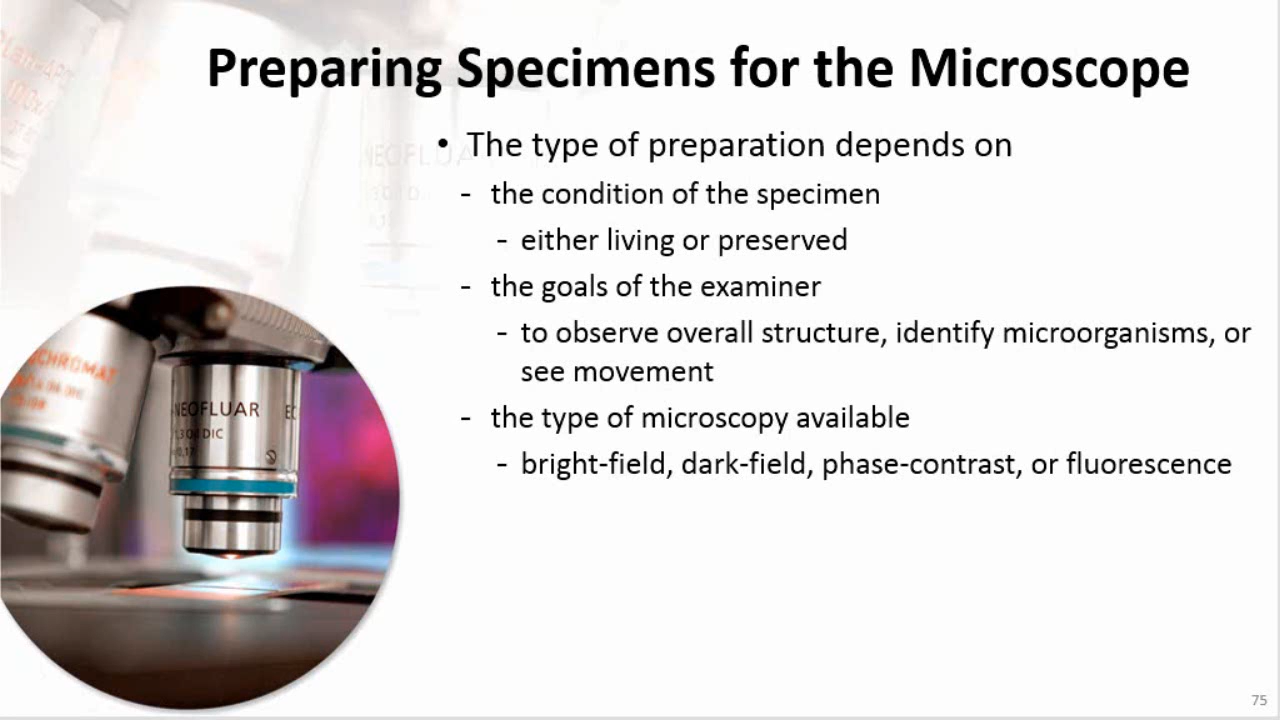 Preparing Specimens for the Microscope
• The type of preparation depends on
- the condition of the specimen
- either living or preserved
- the goals of the examiner
- to observe overall structure, identify microorganisms, or
see movement
- the type of microscopy available
- bright-field, dark-field, phase-contrast, or fluorescence
NEOFLUAR EC
DIC
75